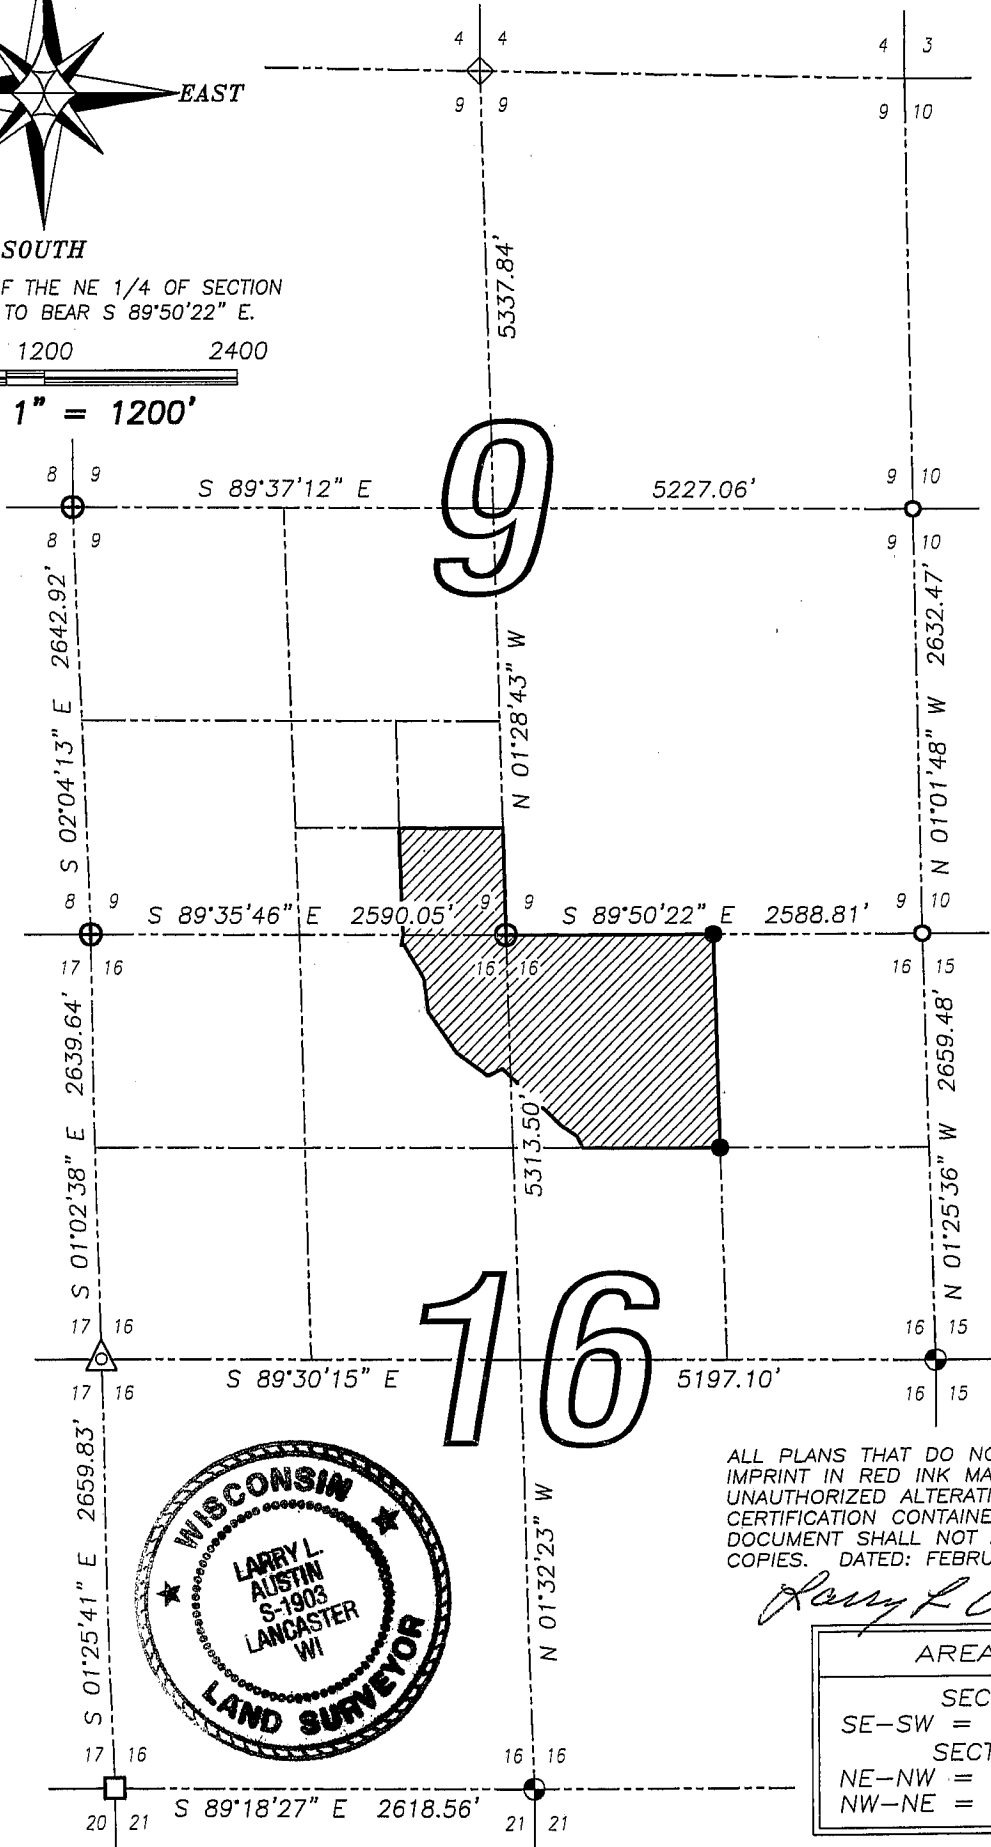 4 4
4 3
EAST
9 9
9 10
SOUTH
F THE NE 1/4 OF SECTION
TO BEAR S 89°50'22" E.
1200 2400
1" = 1200'
5337.84'
8 9
S 89°37'12" E
9
5227.06'
9 10
8 9
9 10
S 02°04'13" E 2642.92'
N 01°28'43" W
N 01°01'48" W 2632.47'
8 9
S 89°35'46" E 2590.05'
9 9
S 89°50'22" E 2588.81'
9 10
17 16
16 16
16 15
S 01°02'38" E 2639.64'
5313.50'
N 01°25'36" W 2659.48'
17 16
16
16 15
17 16
S 89°30'15" E
5197.10'
16 15
S 01°25'41" E 2659.83'
WISCONSIN
LARRY L.
AUSTIN
S-1903
LANCASTER
WI
LAND SURVEYOR
N 01°32'23" W
ALL PLANS THAT DO
IMPRINT IN RED INK
UNAUTHORIZED
CERTIFICATION
DOCUMENT SHALL NOT
COPIES. DATED:
Larry L
AREA
SE-SW =
NE-NW =
NW-NE =
17 16
16 16
20 21
S 89°18'27" E 2618.56'
21 21